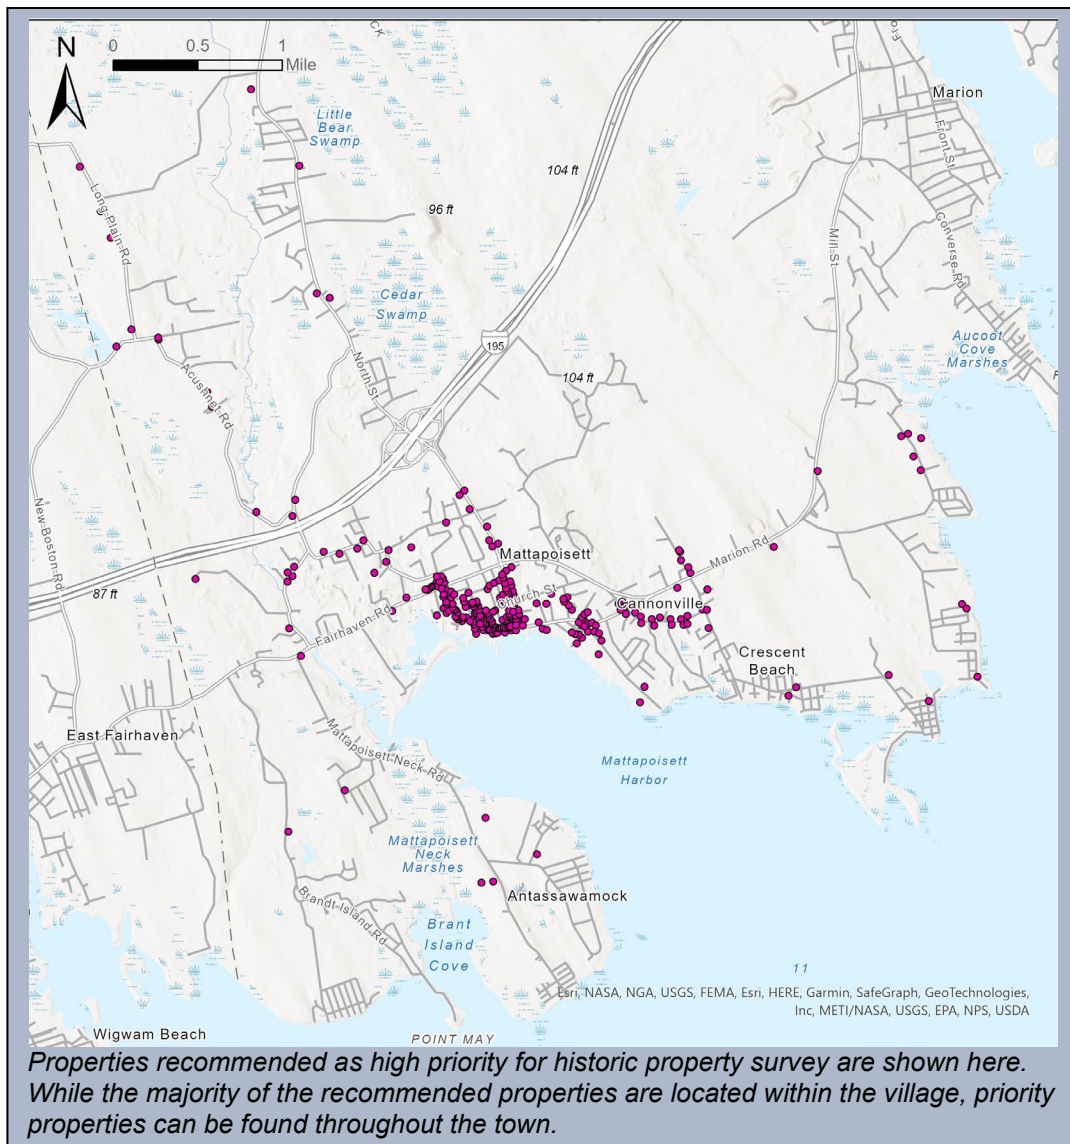 N
0
0.5
1
Mile
CK
Little
Bear
Swamp
104 ft
Marion
Front St
Long Plain Rd
96 ft
Mill St
Converse Rd
Cedar
Swamp
195
Aucoot
Cove
Marshes
North St
104 ft
Acushnet Rd
New Boston Rd
Mattapoisett
Marion Rd
87 ft
Church St
Cannonville
Fairhaven Rd
Crescent
Beach
East Fairhaven
Mattapoisett Neck Rd
Mattapoisett
Harbor
Mattapoisett
Neck
Marshes
Antassawamock
Brandt Island Rd
Brant
Island
Cove
11
Esri, NASA, NGA, USGS, FEMA, Esri, HERE, Garmin, SafeGraph, GeoTechnologies,
Inc, METI/NASA, USGS, EPA, NPS, USDA
Wigwam Beach
POINT MAY
Properties recommended as high priority for historic property survey are shown here.
While the majority of the recommended properties are located within the village, priority
properties can be found throughout the town.